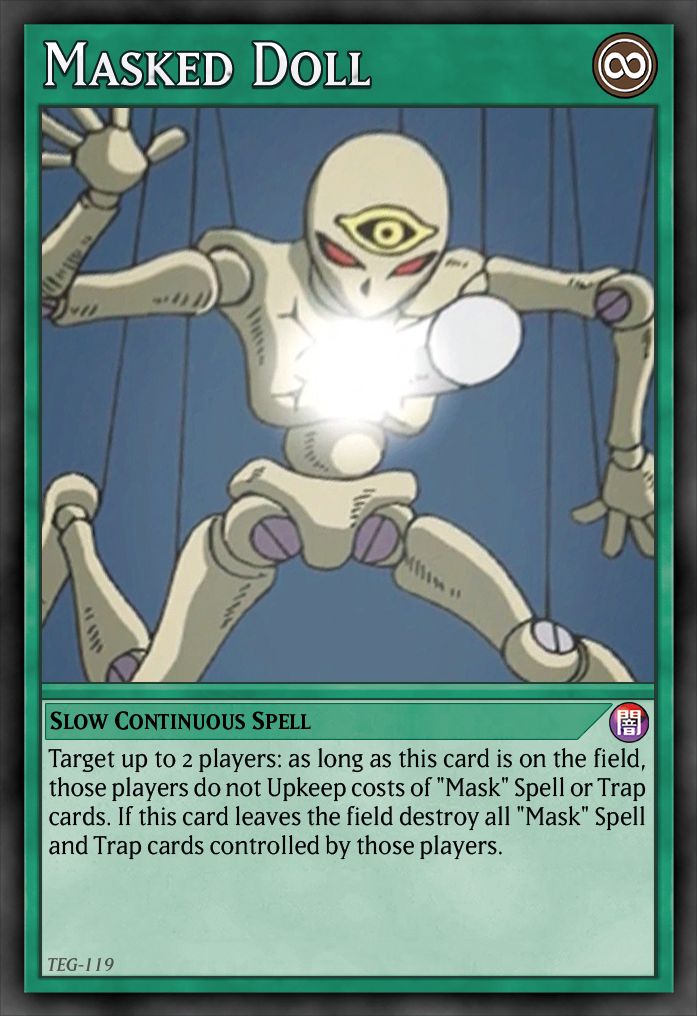 Masked Doll
Slow Continuous Spell
闇
Target up to 2 players: as long as this card is on the field,
those players do not Upkeep costs of "Mask" Spell or Trap
cards. If this card leaves the field destroy all "Mask" Spell
and Trap cards controlled by those players.
TEG-119